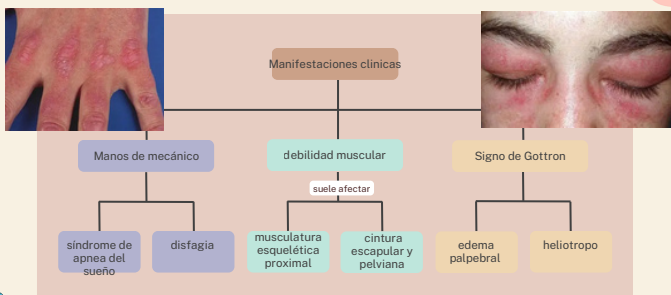 Manifestaciones clinicas
Manos de mecánico
debilidad muscular
Signo de Gottron
suele afectar
síndrome de
apnea del
sueño
disfagia
musculatura
esquelética
proximal
cintura
escapular y
pelviana
edema
palpebral
heliotropo